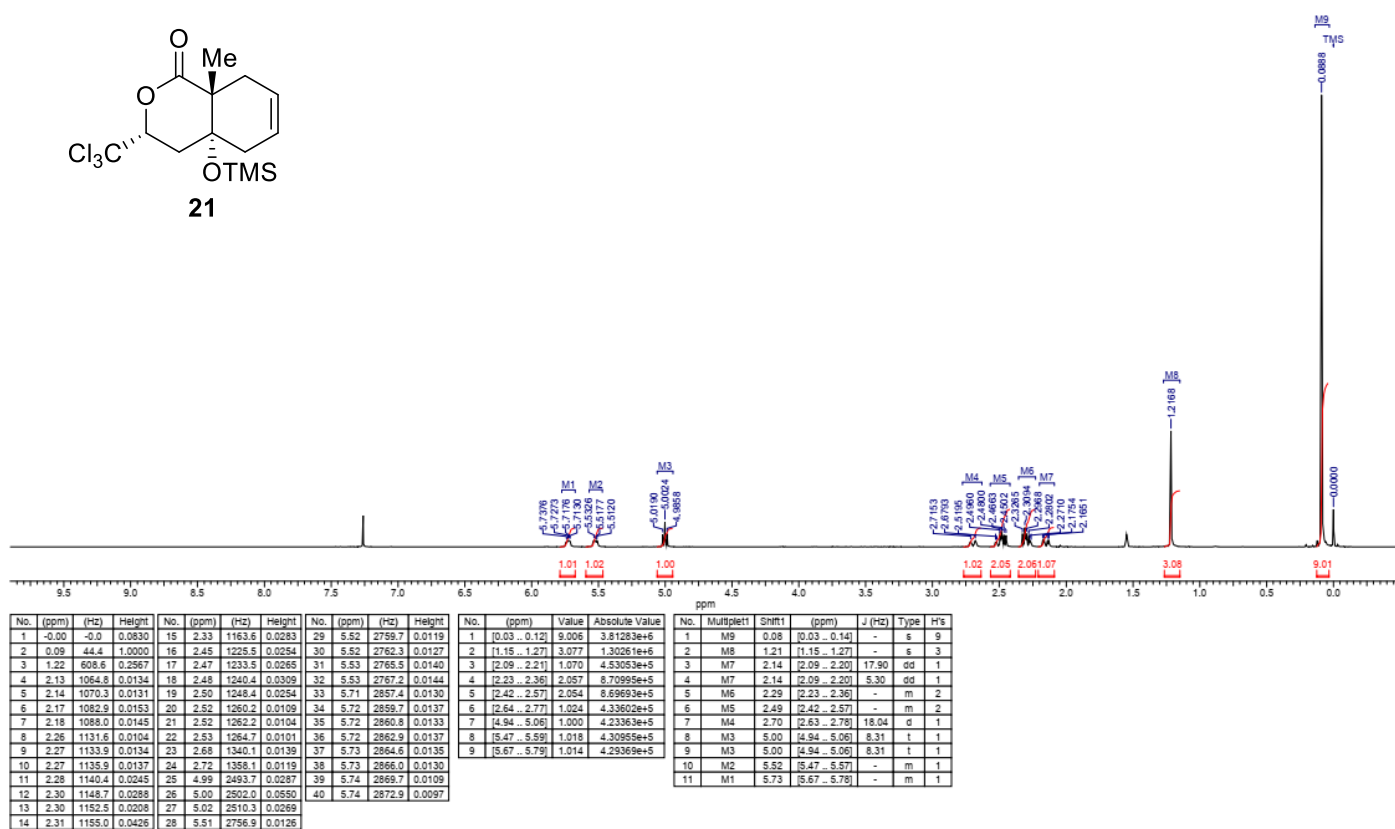 O
Me
O
Cl3C
OTMS
21
M9
TMS
0.0888
M8
1.2168
M3
M1
M2
M4
M5
M6
M7
5.7376
5.7273
5.7176
5.7130
5.5326
5.5177
5.5120
5.0190
5.0024
4.9858
2.7153
2.6793
2.5195
2.4960
2.4800
2.4663
2.4502
2.3265
2.3094
2.2968
2.2802
2.2710
2.1754
2.1651
0.0000
1.01 1.02 1.00 1.02 2.05 2.06 1.07 3.08 9.01
9.5 9.0 8.5 8.0 7.5 7.0 6.5 6.0 5.5 5.0 4.5 4.0 3.5 3.0 2.5 2.0 1.5 1.0 0.5 0
ppm
No. (ppm) (Hz) Height
1 -0.00 -0.0 0.0830
2 0.09 44.4 1.0000
3 1.22 608.6 0.2567
4 2.13 1064.8 0.0134
5 2.14 1070.3 0.0131
6 2.17 1082.9 0.0153
7 2.18 1088.0 0.0145
8 2.26 1131.6 0.0104
9 2.27 1133.9 0.0134
10 2.27 1135.9 0.0137
11 2.28 1140.4 0.0245
12 2.30 1148.7 0.0288
13 2.30 1152.5 0.0208
14 2.31 1155.0 0.0426
No. (ppm) (Hz) Height
15 2.33 1163.6 0.0283
16 2.45 1225.5 0.0254
17 2.47 1233.5 0.0265
18 2.48 1240.4 0.0309
19 2.50 1248.4 0.0254
20 2.52 1260.2 0.0109
21 2.52 1262.2 0.0104
22 2.53 1264.7 0.0101
23 2.68 1340.1 0.0139
24 2.72 1358.1 0.0119
25 4.99 2493.7 0.0287
26 5.00 2502.0 0.0550
27 5.02 2510.3 0.0269
28 5.51 2756.9 0.0126
No. (ppm) (Hz) Height
29 5.52 2759.7 0.0119
30 5.52 2762.3 0.0127
31 5.53 2765.5 0.0140
32 5.53 2767.2 0.0144
33 5.71 2857.4 0.0130
34 5.72 2859.7 0.0137
35 5.72 2860.8 0.0133
36 5.72 2862.9 0.0137
37 5.73 2864.6 0.0135
38 5.73 2866.0 0.0130
39 5.74 2869.7 0.0109
40 5.74 2872.9 0.0097
No. (ppm) Value Absolute Value
1 [0.03 .. 0.12] 9.006 3.81283e+6
2 [1.15 .. 1.27] 3.077 1.30261e+6
3 [2.09 .. 2.21] 1.070 4.53053e+5
4 [2.23 .. 2.36] 2.057 8.70995e+5
5 [2.42 .. 2.57] 2.054 8.69693e+5
6 [2.64 .. 2.77] 1.024 4.33602e+5
7 [4.94 .. 5.06] 1.000 4.23363e+5
8 [5.47 .. 5.59] 1.018 4.30955e+5
9 [5.67 .. 5.79] 1.014 4.29369e+5
No. Multiplet1 Shift1 (ppm) J (Hz) Type H's
1 M9 0.08 [0.03 .. 0.14] - s 9
2 M8 1.21 [1.15 .. 1.27] - s 3
3 M7 2.14 [2.09 .. 2.20] 17.90 dd 1
4 M7 2.14 [2.09 .. 2.20] 5.30 dd 1
5 M6 2.29 [2.23 .. 2.36] - m 2
6 M5 2.49 [2.42 .. 2.57] - m 2
7 M4 2.70 [2.63 .. 2.78] 18.04 d 1
8 M3 5.00 [4.94 .. 5.06] 8.31 t 1
9 M3 5.00 [4.94 .. 5.06] 8.31 t 1
10 M2 5.52 [5.47 .. 5.57] - m 1
11 M1 5.73 [5.67 .. 5.78] - m 1